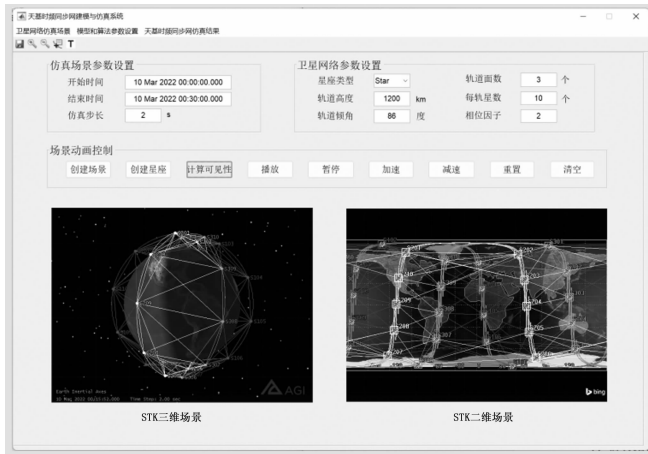 天基时频同步网建模与仿真系统
卫星网络仿真场景 模型和算法参数设置 天基时频同步网仿真结果
T
仿真场景参数设置
开始时间 10 Mar 2022 00:00:00.000
结束时间 10 Mar 2022 00:30:00.000
仿真步长 2 s
卫星网络参数设置
星座类型 Star 轨道面数 3 个
轨道高度 1200 km 每轨星数 10 个
轨道倾角 86 度 相位因子 2
场景动画控制
创建场景 创建星座 计算可见性 播放 暂停 加速 减速 重置 清空
Earth Inertial Axes
AGI
bing
STK三维场景 STK二维场景